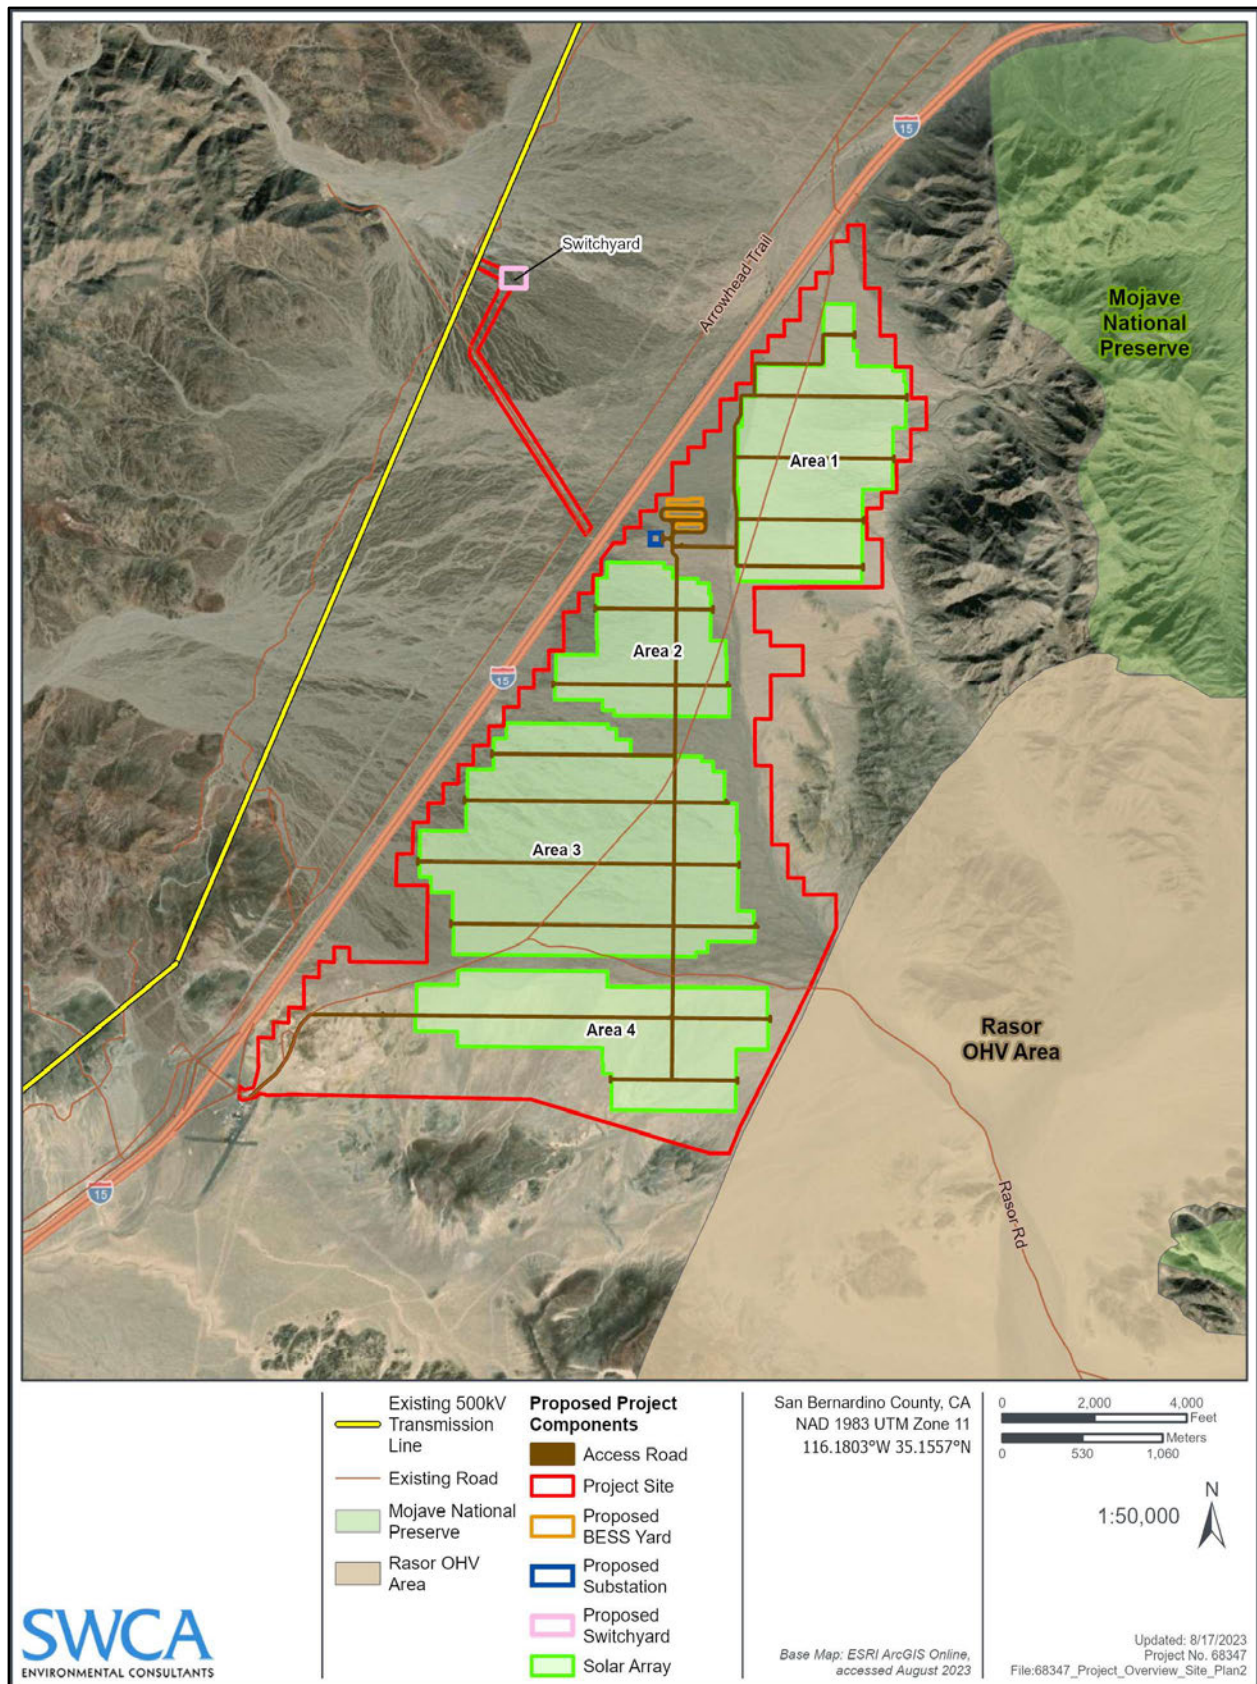 15
Switchyard
Arrowhead Trail
Mojave
National
Preserve
Area 1
Area 2
15
Area 3
Area 4
Rasor
OHV Area
Rasor Rd
15
Existing 500kV
Transmission
Line
Existing Road
Mojave National
Preserve
Rasor OHV
Area
Proposed Project
Components
Access Road
Project Site
Proposed
BESS Yard
Proposed
Substation
Proposed
Switchyard
Solar Array
San Bernardino County, CA
NAD 1983 UTM Zone 11
116.1803°W 35.1557°N
Base Map: ESRI ArcGIS Online,
accessed August 2023
0 2,000 4,000
Feet
Meters
0 530 1,060
N
1:50,000
Updated: 8/17/2023
Project No. 68347
File:68347_Project_Overview_Site_Plan2
SWCA
ENVIRONMENTAL CONSULTANTS